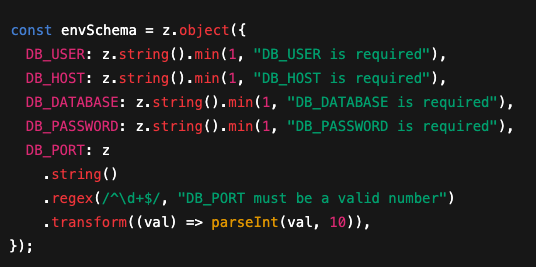 const envSchema = z.object({
  DB_USER: z.string().min(1, "DB_USER is required"),
  DB_HOST: z.string().min(1, "DB_HOST is required"),
  DB_DATABASE: z.string().min(1, "DB_DATABASE is required"),
  DB_PASSWORD: z.string().min(1, "DB_PASSWORD is required"),
  DB_PORT: z
    .string()
    .regex(/^\d+$/, "DB_PORT must be a valid number")
    .transform((val) => parseInt(val, 10)),
});